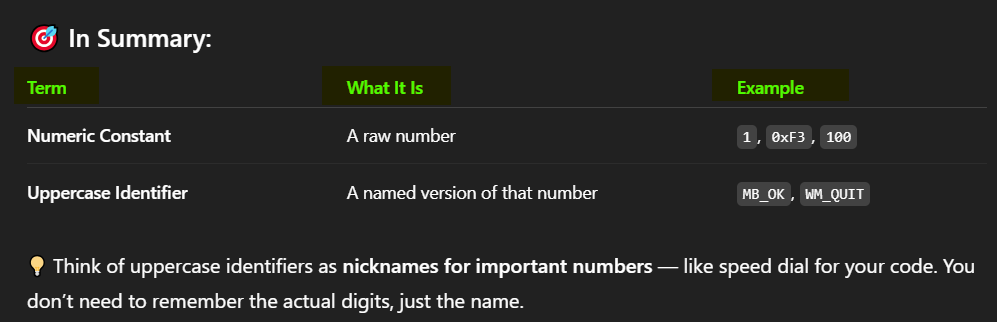 🎯 In Summary:
Term What It Is Example
Numeric Constant A raw number 1, 0xF3, 100
Uppercase Identifier A named version of that number MB_OK, WM_QUIT
💡 Think of uppercase identifiers as nicknames for important numbers — like speed dial for your code. You
don’t need to remember the actual digits, just the name.